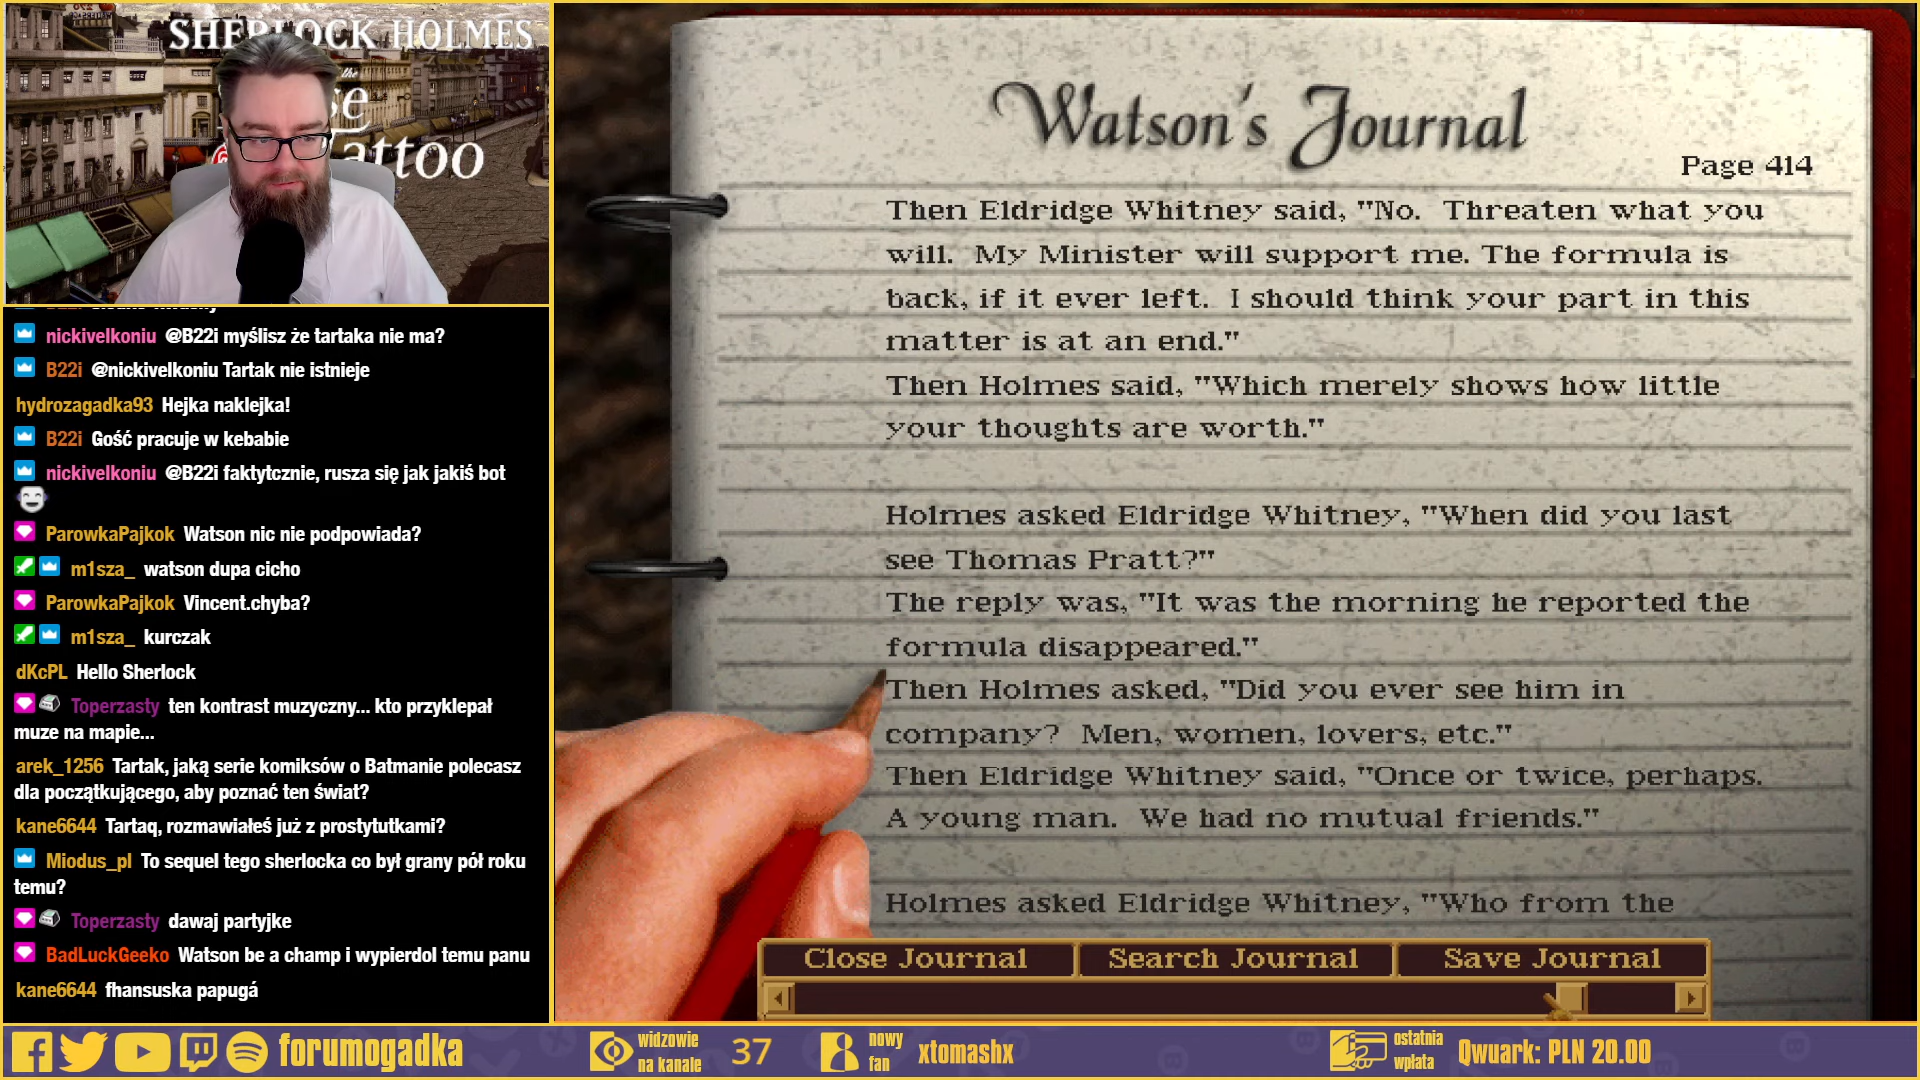 SHERLOCK HOLMES
the
attoo
nickivelkoniu @B22i myślisz że tartaka nie ma?
B22i @nickivelkoniu Tartak nie istnieje
hydrozagadka93 Hejka naklejka!
B22i Gość pracuje w kebabie
nickivelkoniu @B22i faktytcznie, rusza się jak jakiś bot
ParowkaPajkok Watson nic nie podpowiada?
m1sza_ watson dupa cicho
ParowkaPajkok Vincent.chyba?
m1sza_ kurczak
dKcPL Hello Sherlock
Toperzasty ten kontrast muzyczny... kto przyklepał
muze na mapie...
arek_1256 Tartak, jaką serie komiksów o Batmanie polecasz
dla początkującego, aby poznać ten świat?
kane6644 Tartaq, rozmawiałeś już z prostytutkami?
Miodus_pl To sequel tego sherlocka co był grany pół roku
temu?
Toperzasty dawaj partyjke
BadLuckGeeko Watson be a champ i wypierdol temu panu
kane6644 fhansuska papugá
Watson's Journal
Page 414
Then Eldridge Whitney said, "No.  Threaten what you
will.  My Minister will support me. The formula is
back, if it ever left.  I should think your part in this
matter is at an end."
Then Holmes said, "Which merely shows how little
your thoughts are worth."
Holmes asked Eldridge Whitney, "When did you last
see Thomas Pratt?"
The reply was, "It was the morning he reported the
formula disappeared."
Then Holmes asked, "Did you ever see him in
company?  Men, women, lovers, etc."
Then Eldridge Whitney said, "Once or twice, perhaps.
A young man.  We had no mutual friends."
Holmes asked Eldridge Whitney, "Who from the
Close Journal
Search Journal
Save Journal
forumogadka
widzowie
na kanale
37
nowy
fan
xtomashx
ostatnia
wpłata
Qwuark: PLN 20.00